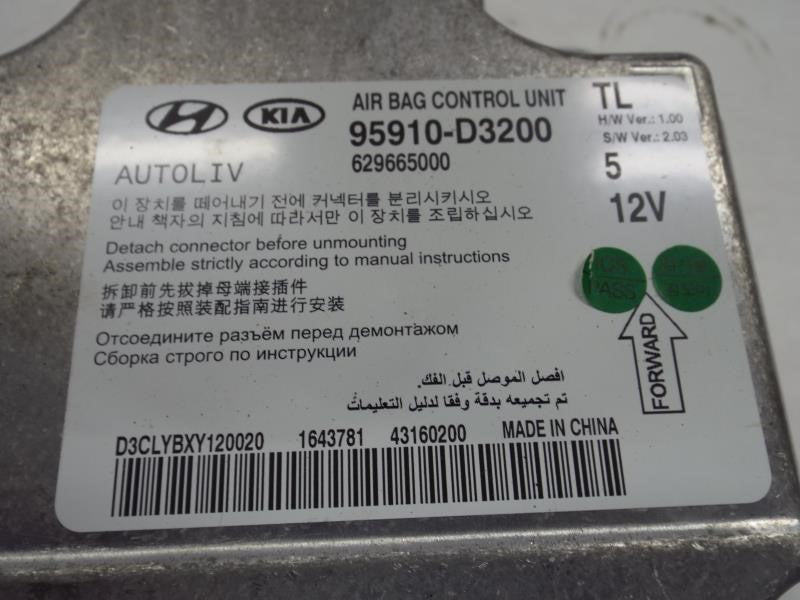 KIA
AIR BAG CONTROL UNIT
TL
H/W Ver.: 1.00
95910-D3200
S/W Ver.: 2.03
AUTOLIV
629665000
5
12V
이 장치를 떼어내기 전에 커넥터를 분리시키시오
안내 책자의 지침에 따라서만 이 장치를 조립하십시오
Detach connector before unmounting
Assemble strictly according to manual instructions
PASS
拆卸前先拔掉母端接插件
请严格按照装配指南进行安装
FORWARD
Отсоедините разъём перед демонтажом
Сборка строго по инструкции
افصل الموصل قبل الفك.
تم تجميعه بدقة وفقا لدليل التعليمات
D3CLYBXY120020 1643781 43160200 MADE IN CHINA